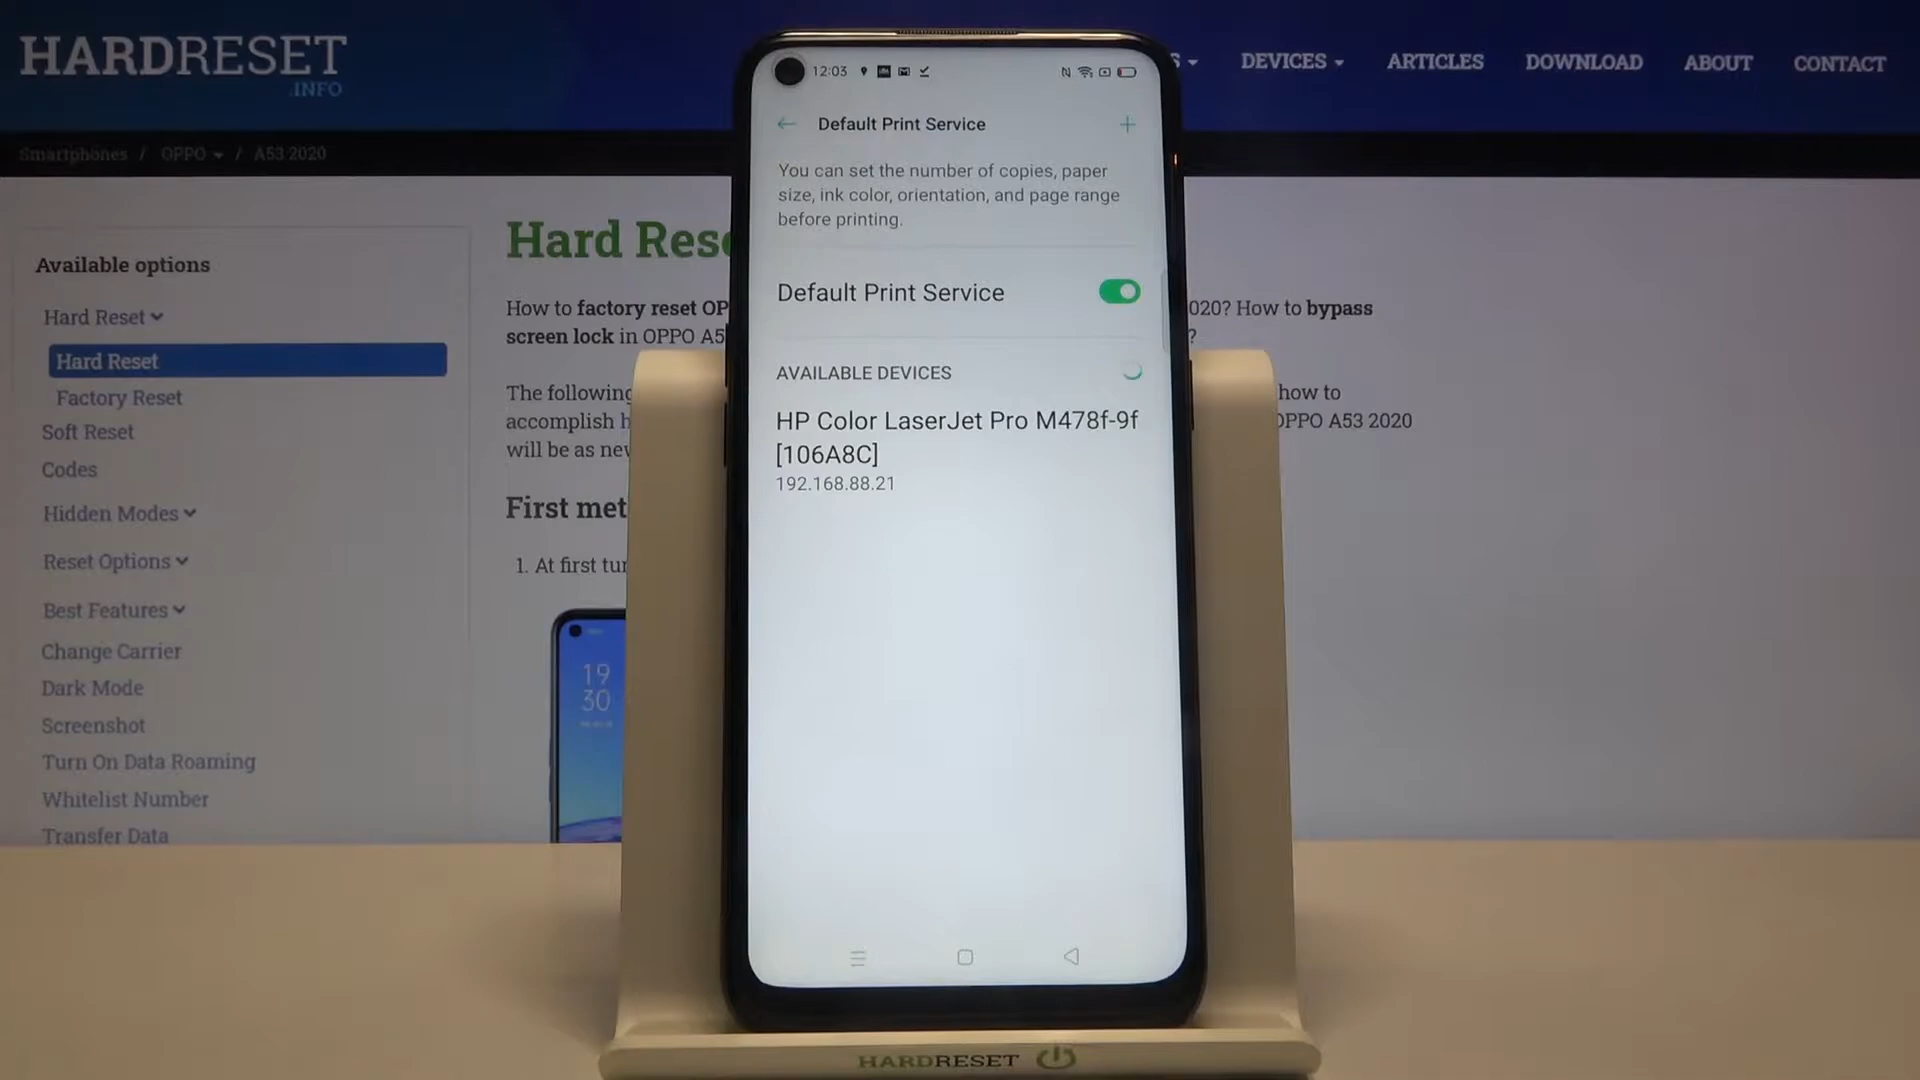 HARDRESET
.INFO
DEVICES
ARTICLES
DOWNLOAD
ABOUT
CONTACT
Smartphones / OPPO / A53 2020
Available options
Hard Reset
Hard Reset
Factory Reset
Soft Reset
Codes
Hidden Modes
Reset Options
Best Features
Change Carrier
Dark Mode
Screenshot
Turn On Data Roaming
Whitelist Number
Transfer Data
Hard Rese
How to factory reset OP
020? How to bypass
screen lock in OPPO A5
?
The following
how to
accomplish h
OPPO A53 2020
will be as new
First met
1. At first tur
19
30
12:03
Default Print Service
You can set the number of copies, paper
size, ink color, orientation, and page range
before printing.
Default Print Service
AVAILABLE DEVICES
HP Color LaserJet Pro M478f-9f
[106A8C]
192.168.88.21
HARDRESET